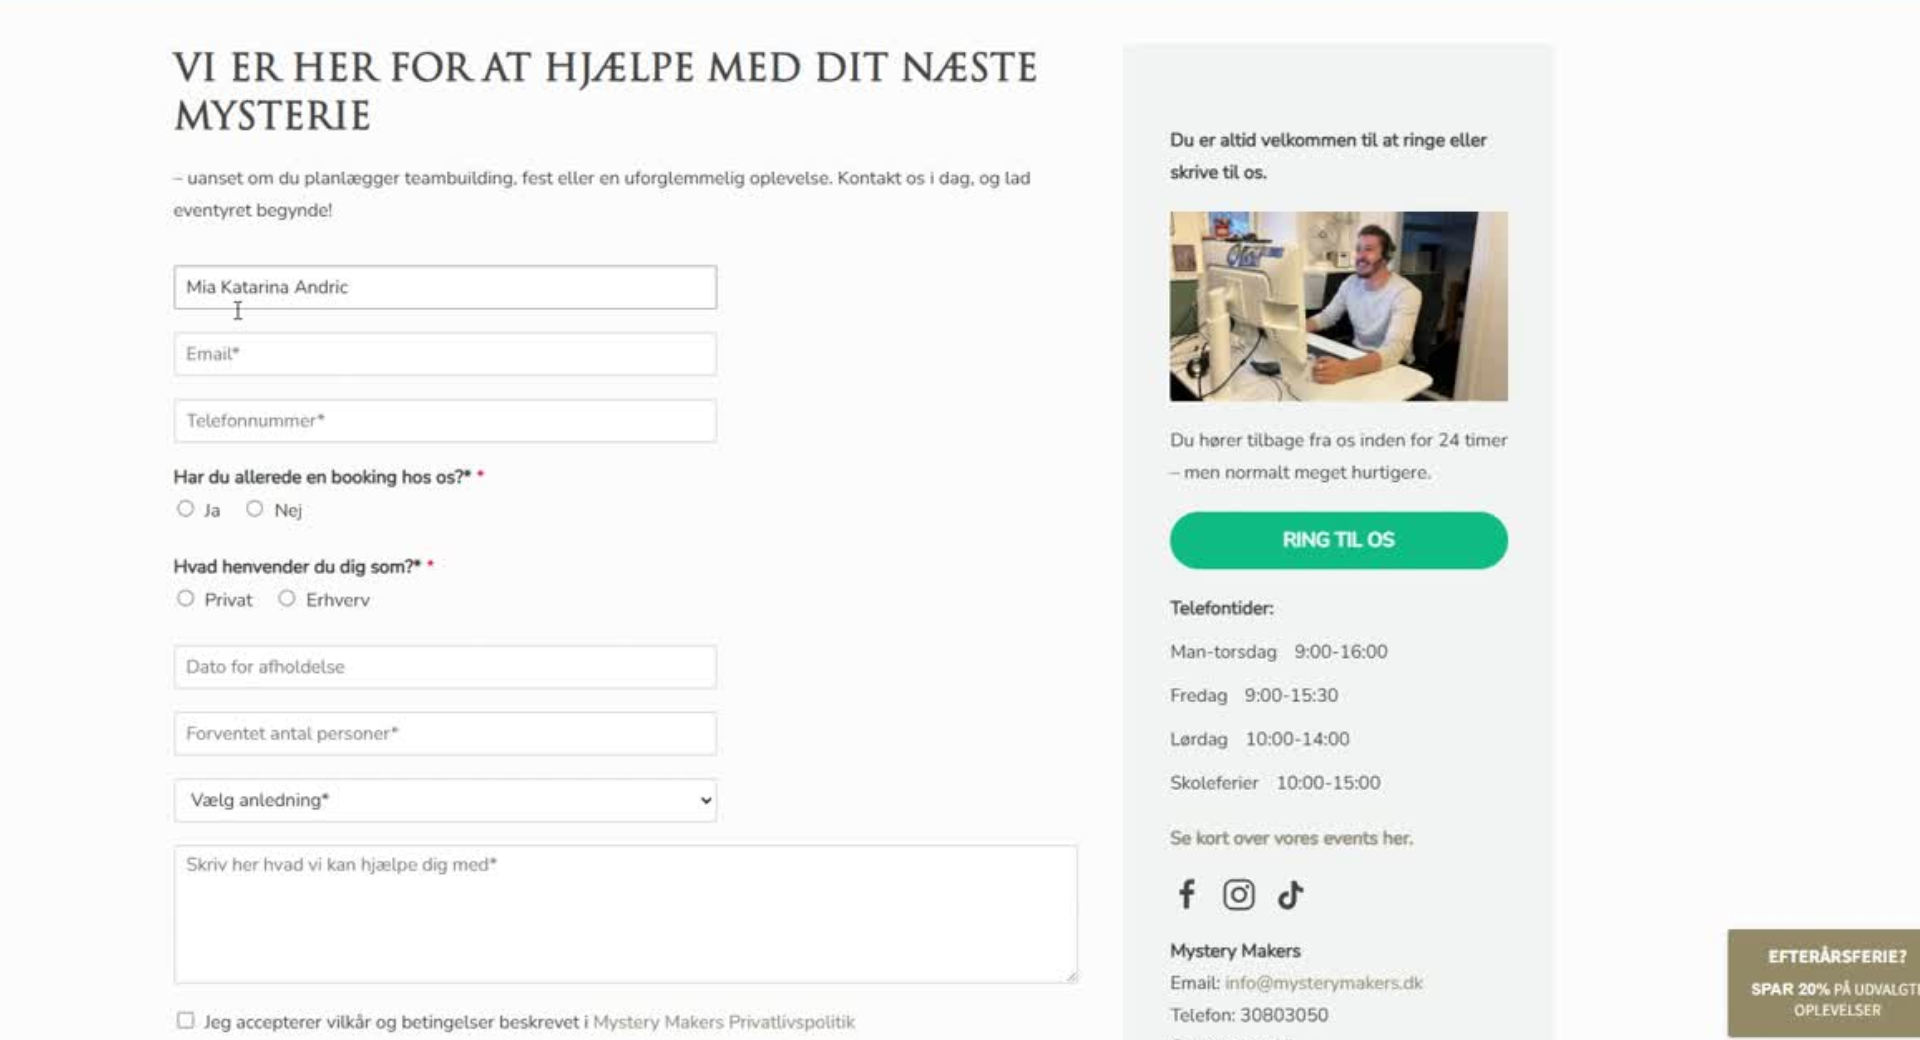 VI ER HER FOR AT HJÆLPE MED DIT NÆSTE
MYSTERIE
– uanset om du planlægger teambuilding, fest eller en uforglemmelig oplevelse. Kontakt os i dag, og lad
eventyret begynde!
Mia Katarina Andric
Email*
Telefonnummer*
Har du allerede en booking hos os?* *
Ja Nej
Hvad henvender du dig som?* *
Privat Erhverv
Dato for afholdelse
Forventet antal personer*
Vælg anledning*
Skriv her hvad vi kan hjælpe dig med*
Jeg accepterer vilkår og betingelser beskrevet i Mystery Makers Privatlivspolitik
Du er altid velkommen til at ringe eller
skrive til os.
Du hører tilbage fra os inden for 24 timer
– men normalt meget hurtigere.
RING TIL OS
Telefontider:
Man-torsdag 9:00-16:00
Fredag 9:00-15:30
Lørdag 10:00-14:00
Skoleferier 10:00-15:00
Se kort over vores events her.
Mystery Makers
Email: info@mysterymakers.dk
Telefon: 30803050
EFTERÅRSFERIE?
SPAR 20% PÅ UDVALGTE
OPLEVELSER